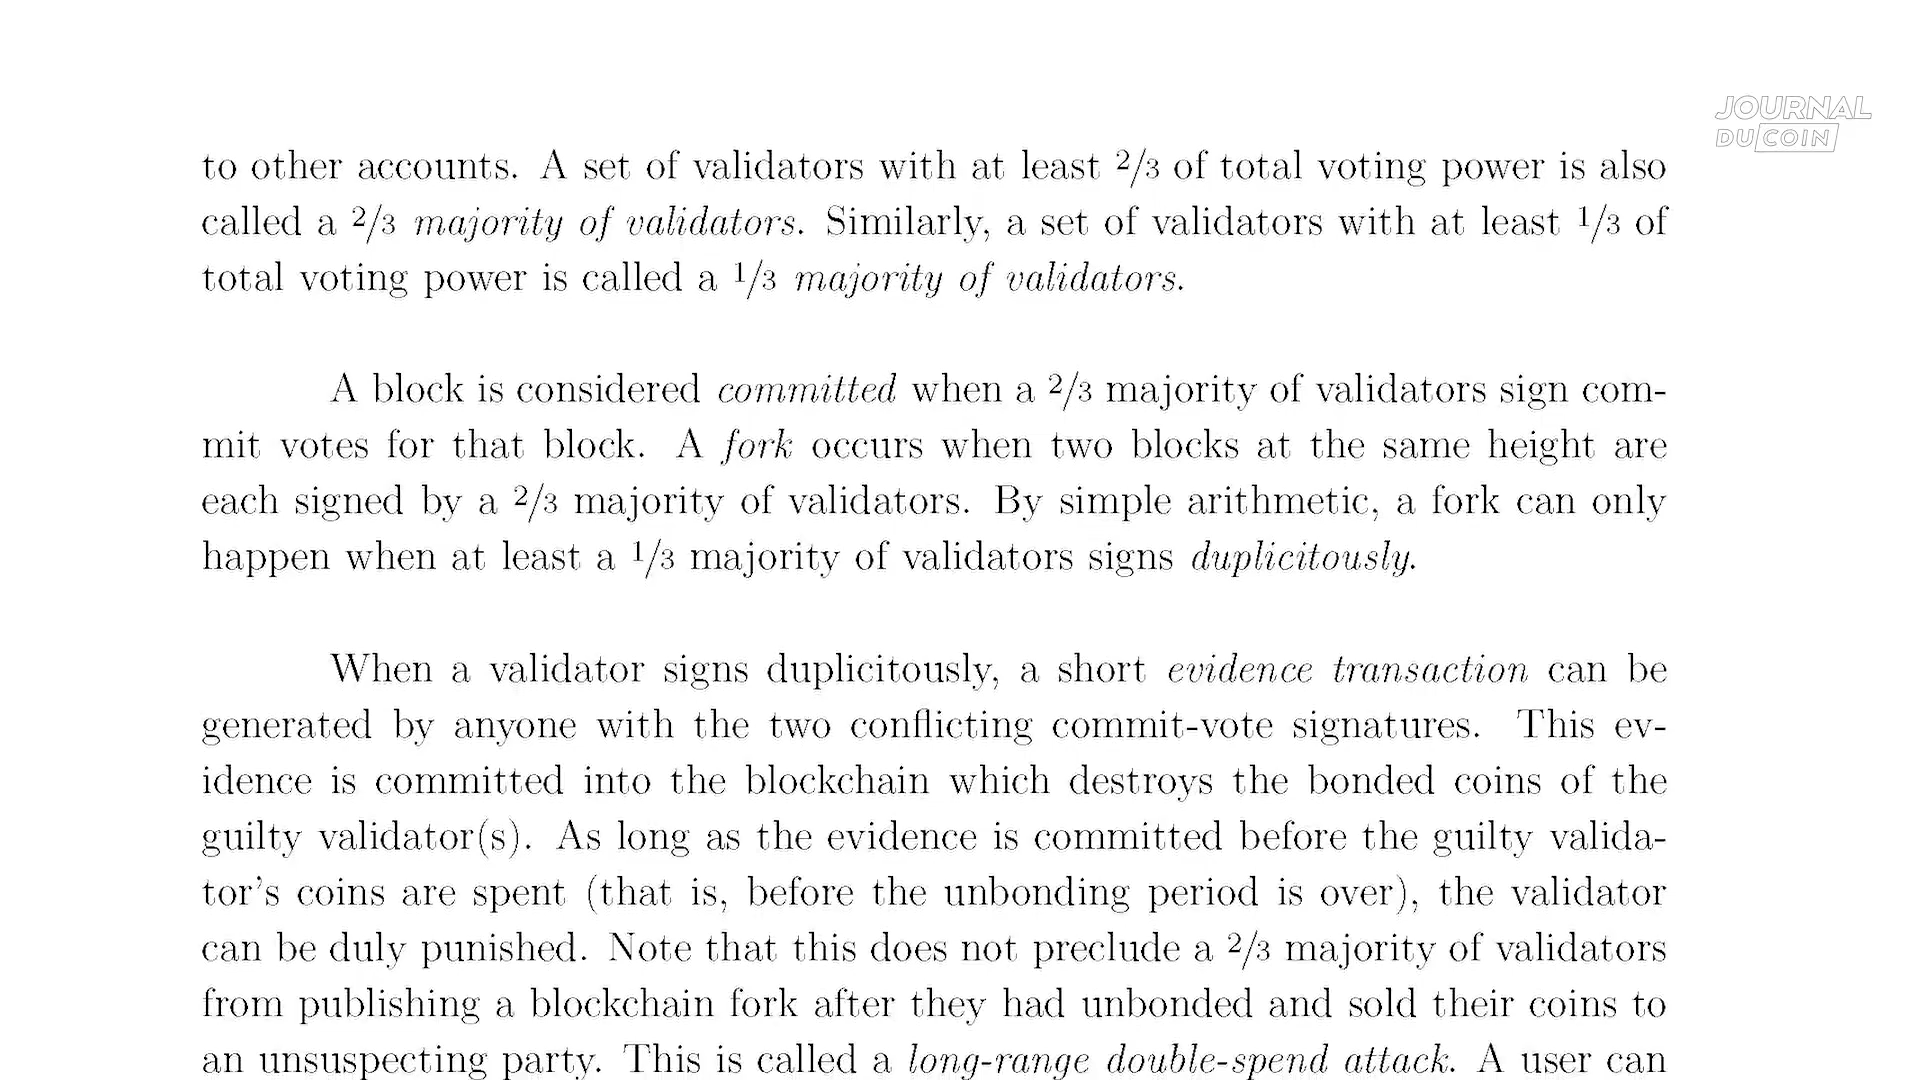 JOURNAL
DU COIN
to other accounts. A set of validators with at least 2/3 of total voting power is also
called a 2/3 majority of validators. Similarly, a set of validators with at least 1/3 of
total voting power is called a 1/3 majority of validators.
A block is considered committed when a 2/3 majority of validators sign com-
mit votes for that block. A fork occurs when two blocks at the same height are
each signed by a 2/3 majority of validators. By simple arithmetic, a fork can only
happen when at least a 1/3 majority of validators signs duplicitously.
When a validator signs duplicitously, a short evidence transaction can be
generated by anyone with the two conflicting commit-vote signatures. This ev-
idence is committed into the blockchain which destroys the bonded coins of the
guilty validator(s). As long as the evidence is committed before the guilty valida-
tor's coins are spent (that is, before the unbonding period is over), the validator
can be duly punished. Note that this does not preclude a 2/3 majority of validators
from publishing a blockchain fork after they had unbonded and sold their coins to
an unsuspecting party. This is called a long-range double-spend attack. A user can